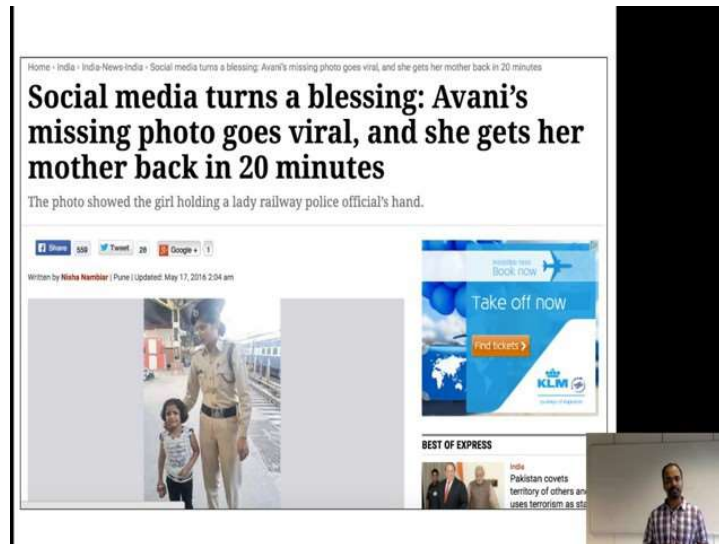 Home › India › India-News-India › Social media turns a blessing: Avani's missing photo goes viral, and she gets her mother back in 20 minutes
Social media turns a blessing: Avani's
missing photo goes viral, and she gets her
mother back in 20 minutes
The photo showed the girl holding a lady railway police official's hand.
Share 559 Tweet 28 Google + 1
Written by Nisha Nambiar | Pune | Updated: May 17, 2016 2:04 am
Book now
Take off now
Find tickets
KLM
BEST OF EXPRESS
India
Pakistan covets
territory of others an
uses terrorism as sta